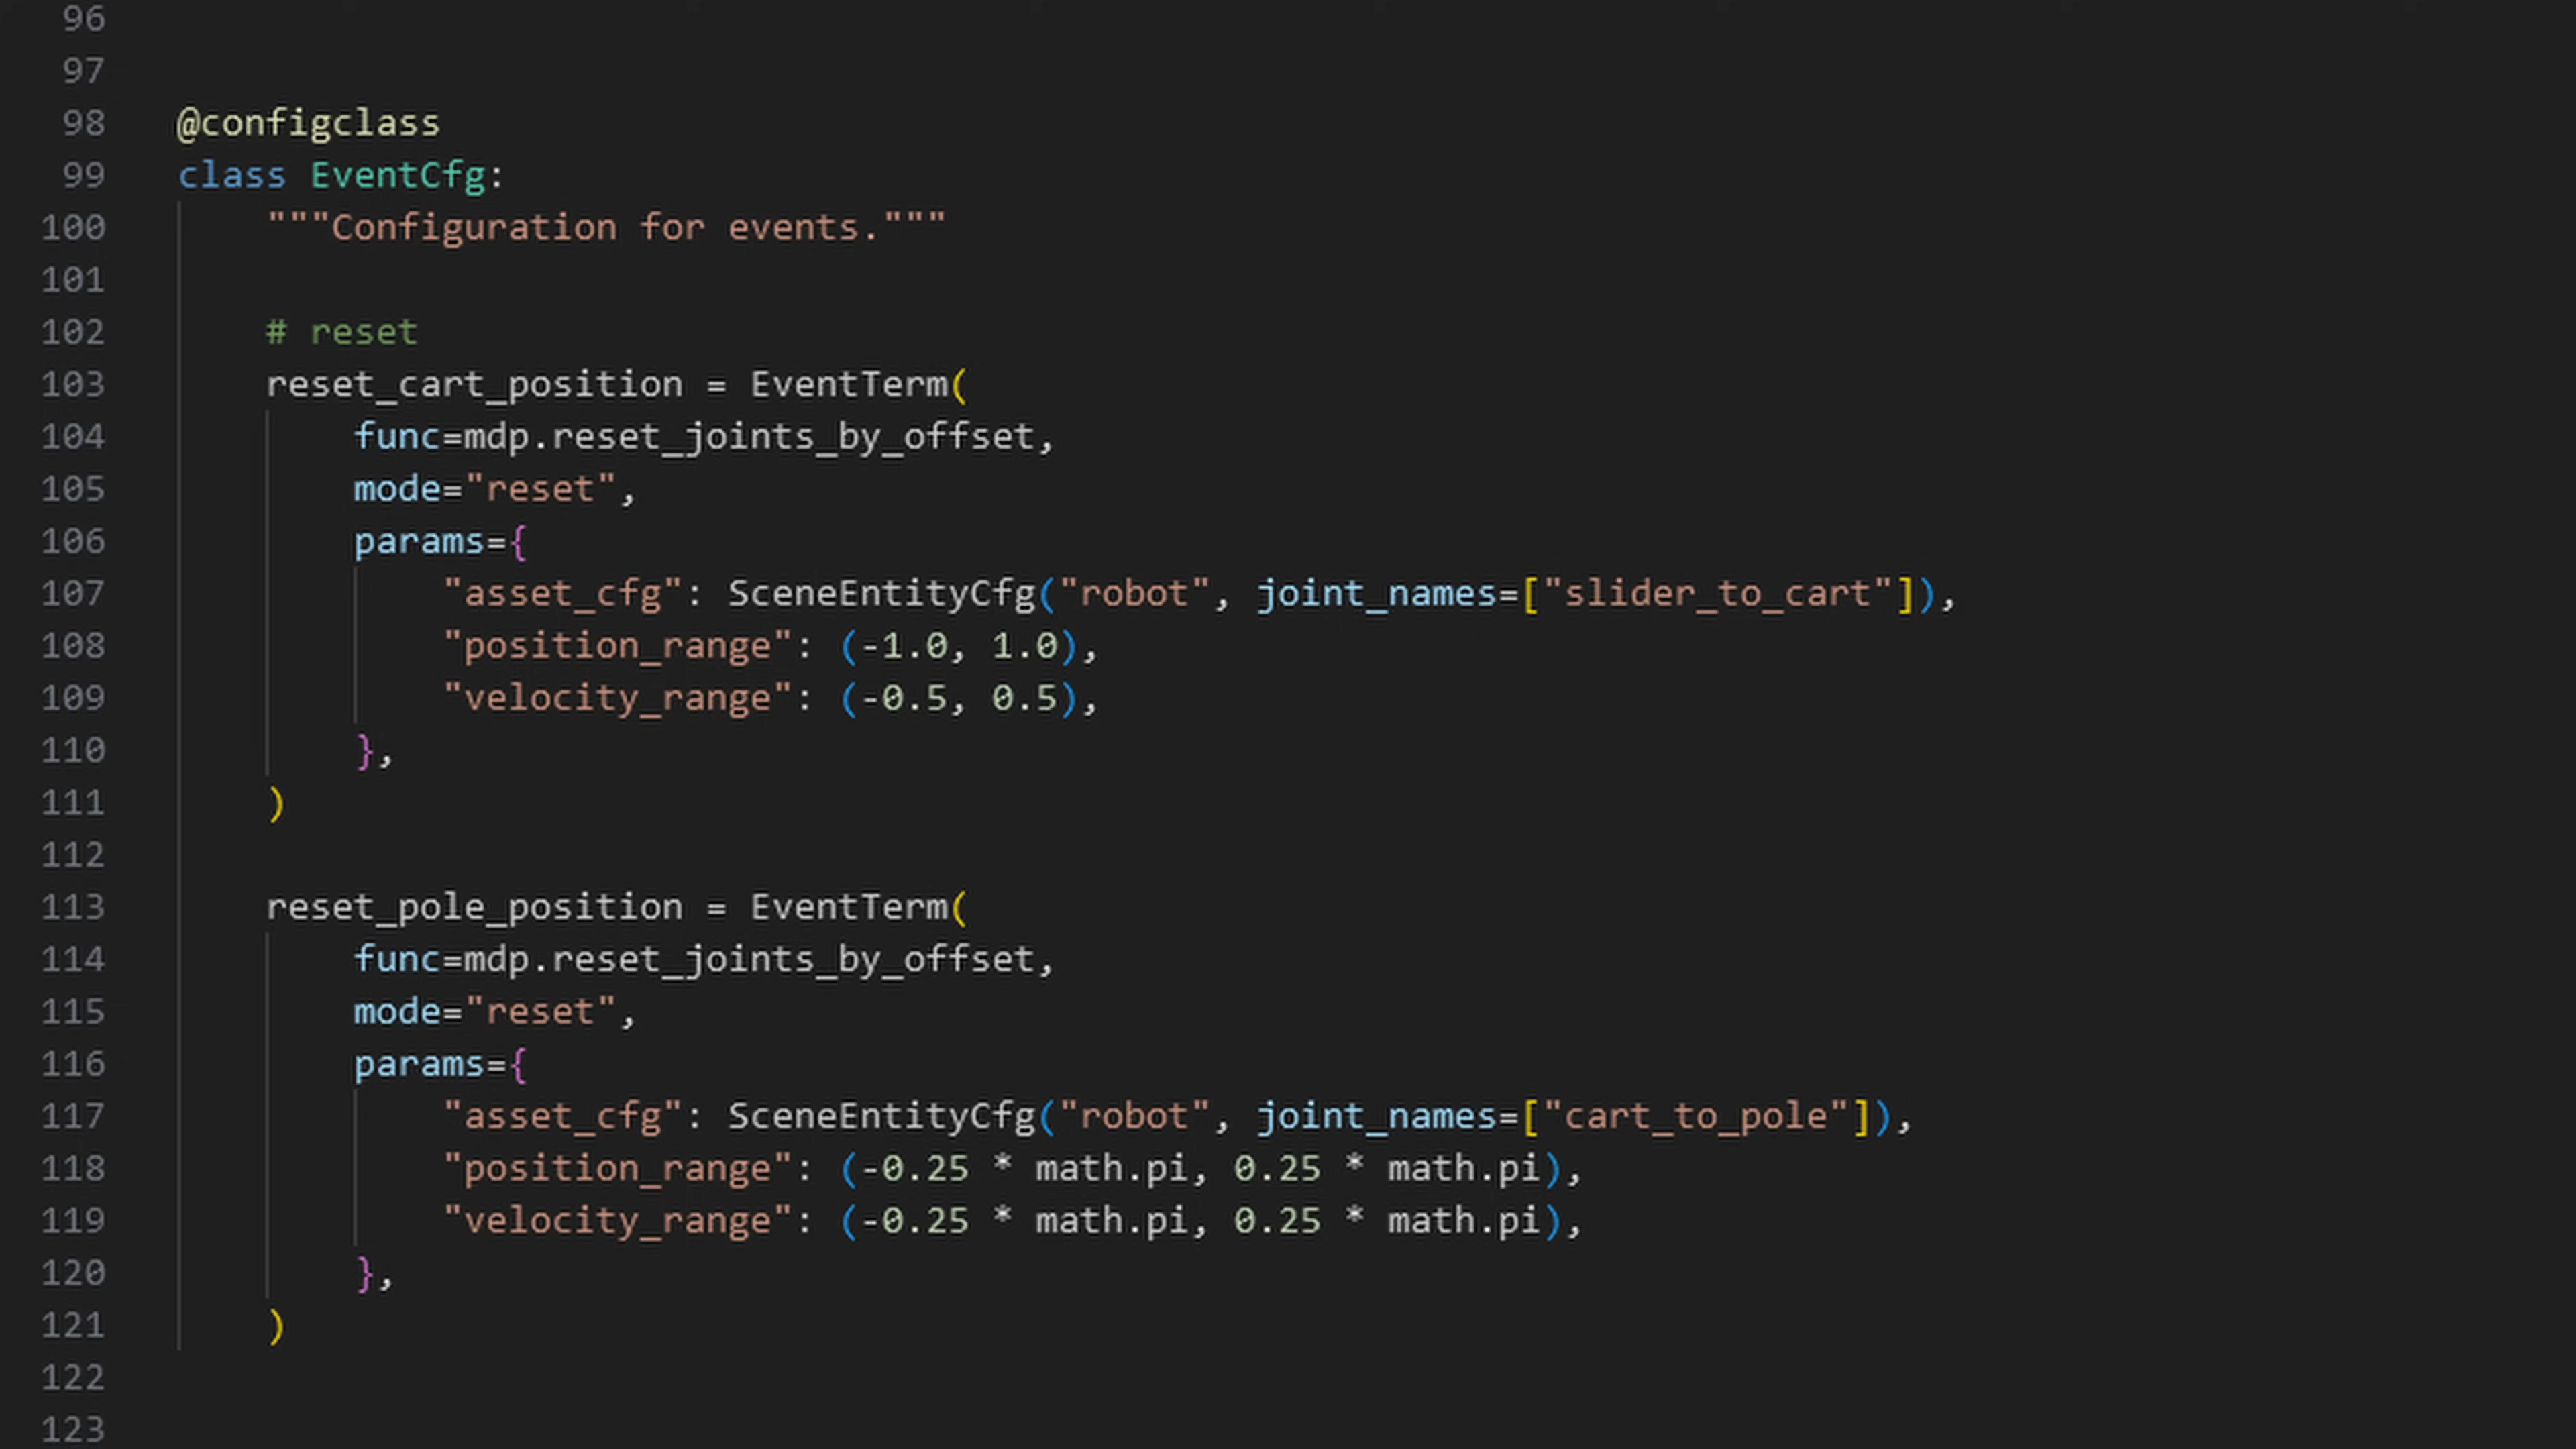 96
97
98 @configclass
99 class EventCfg:
100     """Configuration for events."""
101
102     # reset
103     reset_cart_position = EventTerm(
104         func=mdp.reset_joints_by_offset,
105         mode="reset",
106         params={
107             "asset_cfg": SceneEntityCfg("robot", joint_names=["slider_to_cart"]),
108             "position_range": (-1.0, 1.0),
109             "velocity_range": (-0.5, 0.5),
110         },
111     )
112
113     reset_pole_position = EventTerm(
114         func=mdp.reset_joints_by_offset,
115         mode="reset",
116         params={
117             "asset_cfg": SceneEntityCfg("robot", joint_names=["cart_to_pole"]),
118             "position_range": (-0.25 * math.pi, 0.25 * math.pi),
119             "velocity_range": (-0.25 * math.pi, 0.25 * math.pi),
120         },
121     )
122
123